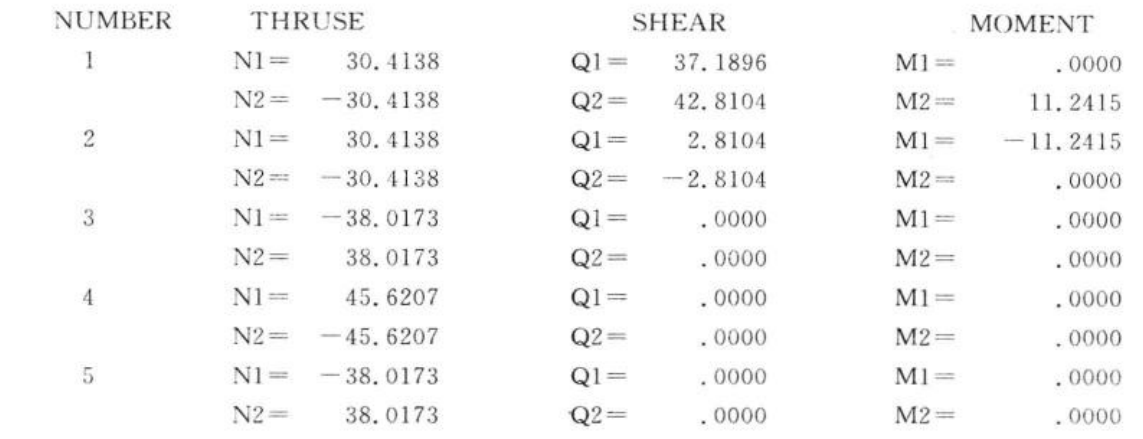 NUMBER THRUSE SHEAR MOMENT
1 N1= 30.4138 Q1= 37.1896 M1= .0000
N2= -30.4138 Q2= 42.8104 M2= 11.2415
2 N1= 30.4138 Q1= 2.8104 M1= -11.2415
N2= -30.4138 Q2= -2.8104 M2= .0000
3 N1= -38.0173 Q1= .0000 M1= .0000
N2= 38.0173 Q2= .0000 M2= .0000
4 N1= 45.6207 Q1= .0000 M1= .0000
N2= -45.6207 Q2= .0000 M2= .0000
5 N1= -38.0173 Q1= .0000 M1= .0000
N2= 38.0173 Q2= .0000 M2= .0000